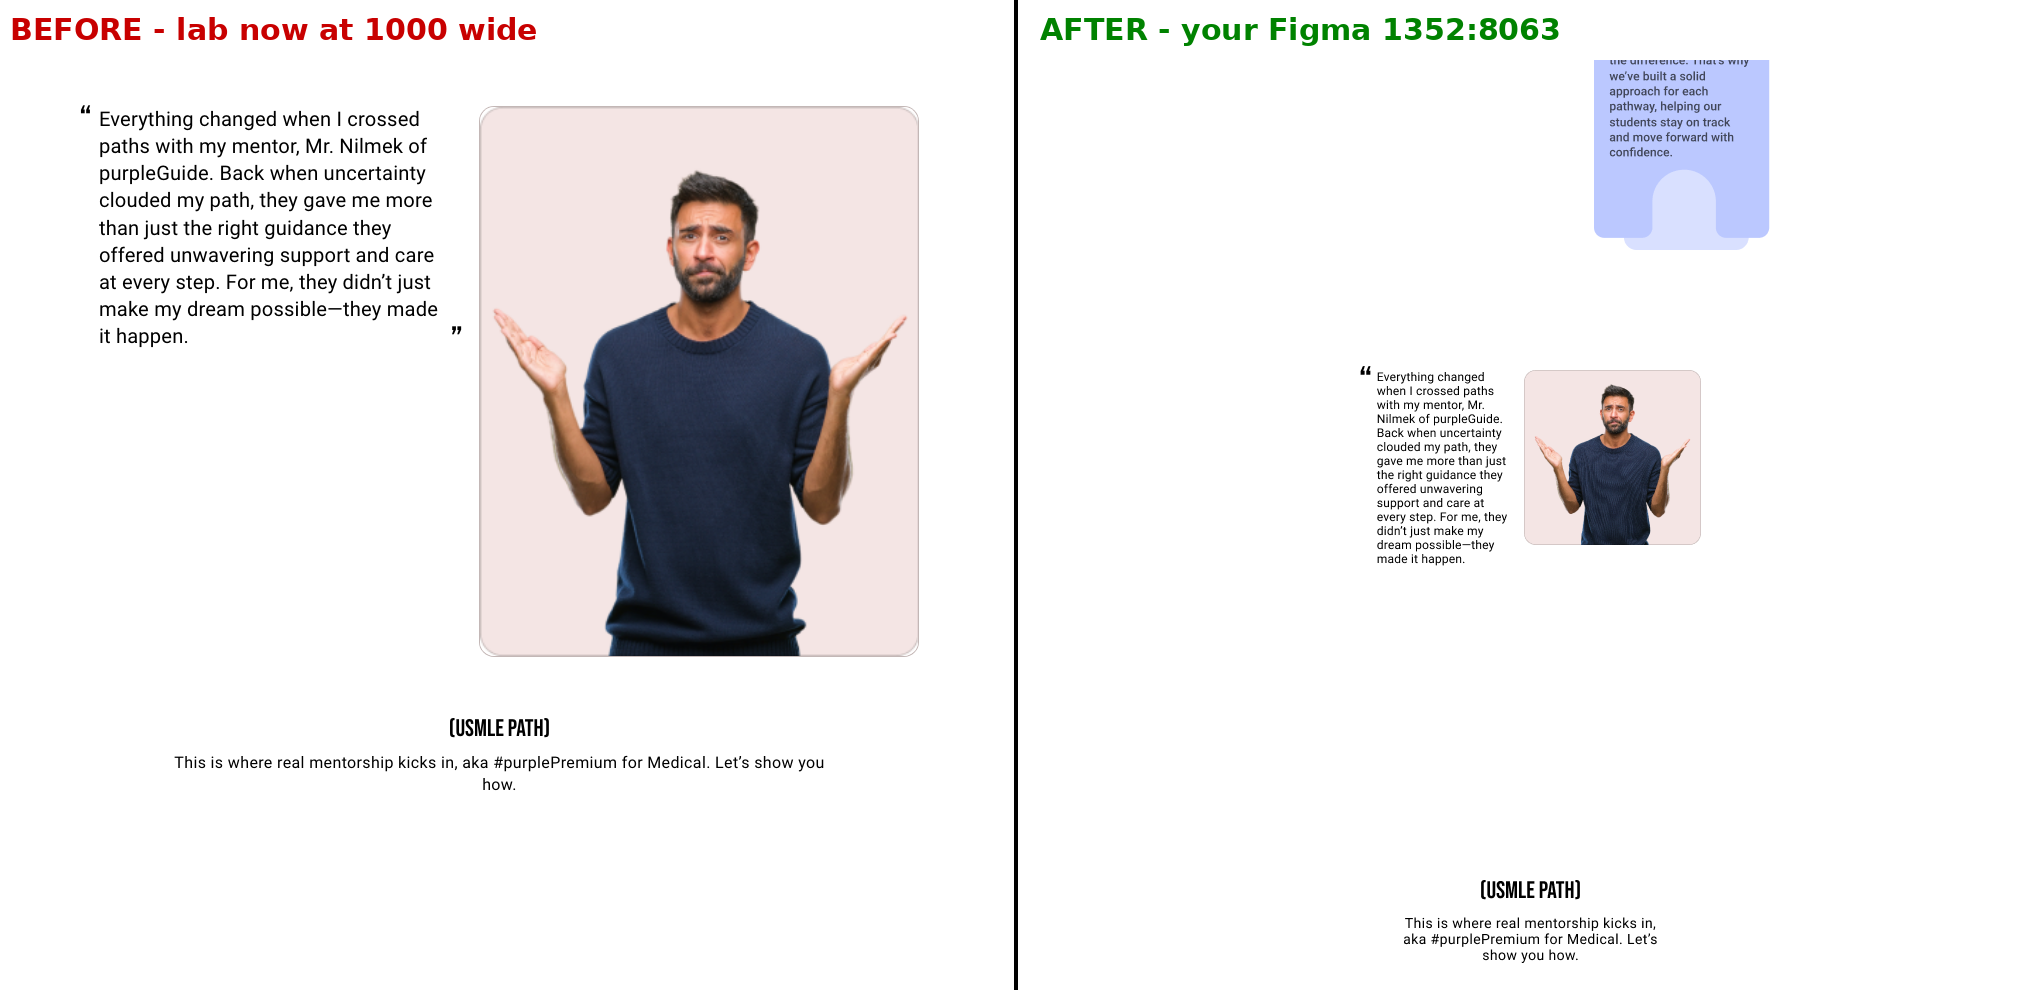 BEFORE - lab now at 1000 wide
“ Everything changed when I crossed
paths with my mentor, Mr. Nilmek of
purpleGuide. Back when uncertainty
clouded my path, they gave me more
than just the right guidance they
offered unwavering support and care
at every step. For me, they didn’t just
make my dream possible—they made
it happen. ”
(USMLE PATH)
This is where real mentorship kicks in, aka #purplePremium for Medical. Let’s show you
how.
AFTER - your Figma 1352:8063
the difference. That's why
we've built a solid
approach for each
pathway, helping our
students stay on track
and move forward with
confidence.
“ Everything changed
when I crossed paths
with my mentor, Mr.
Nilmek of purpleGuide.
Back when uncertainty
clouded my path, they
gave me more than just
the right guidance they
offered unwavering
support and care at
every step. For me, they
didn’t just make my
dream possible—they
made it happen.
(USMLE PATH)
This is where real mentorship kicks in,
aka #purplePremium for Medical. Let’s
show you how.